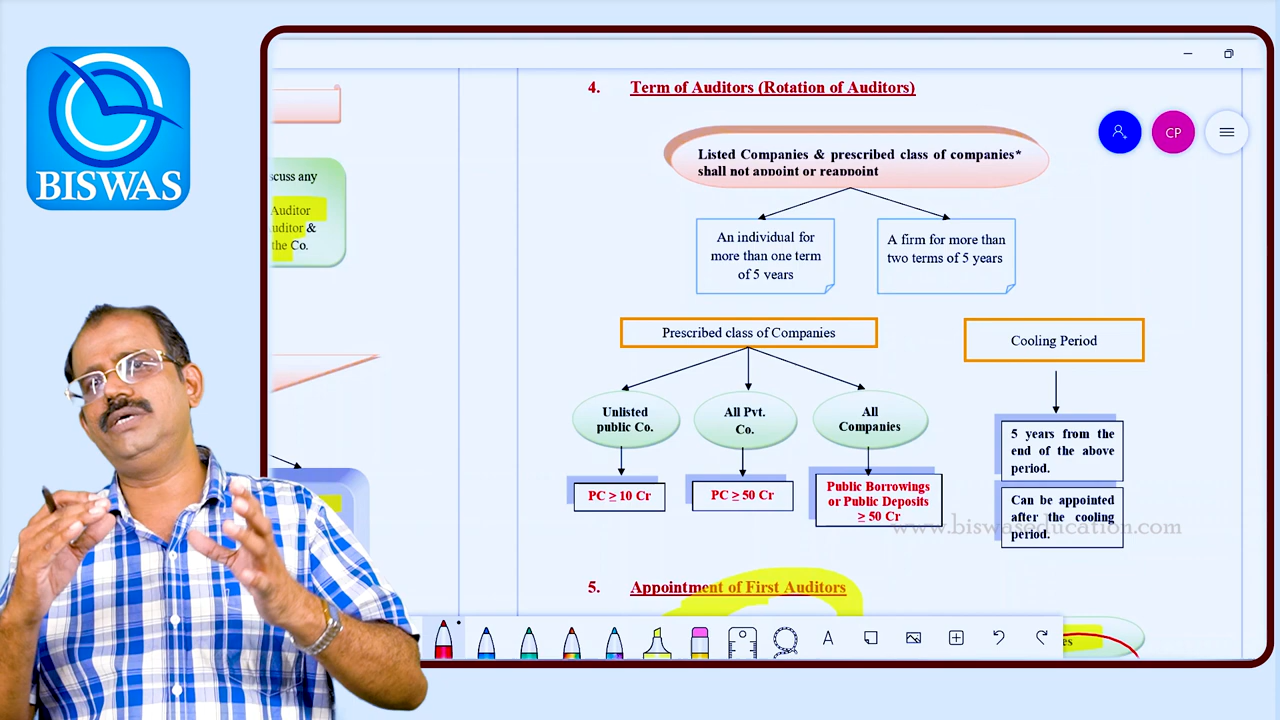 BISWAS
4. Term of Auditors (Rotation of Auditors)
CP
Listed Companies & prescribed class of companies*
shall not appoint or reappoint
scuss any
Auditor
uditor &
the Co.
An individual for
more than one term
of 5 years
A firm for more than
two terms of 5 years
Prescribed class of Companies
Cooling Period
Unlisted
public Co.
All Pvt.
Co.
All
Companies
PC ≥ 10 Cr
PC ≥ 50 Cr
Public Borrowings
or Public Deposits
≥ 50 Cr
5 years from the
end of the above
period.
Can be appointed
after the cooling
period.
www.biswaseducation.com
5. Appointment of First Auditors
A
es